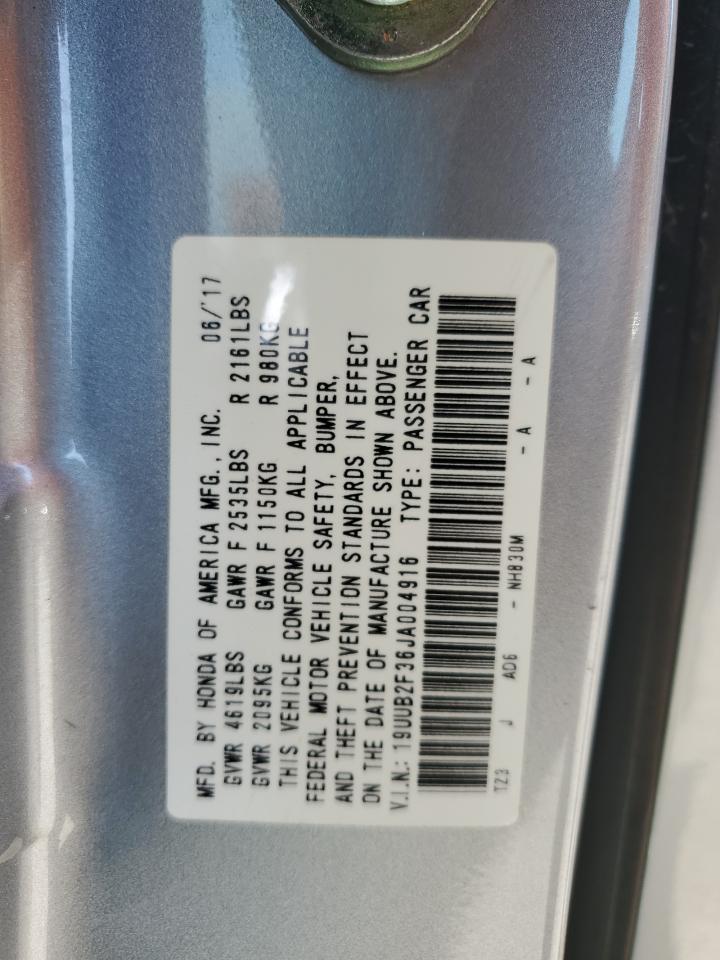 MFD. BY HONDA OF AMERICA MFG., INC. 06/'17
GVWR 4619LBS GAWR F 2535LBS R 2161LBS
GVWR 2095KG GAWR F 1150KG R 980KG
THIS VEHICLE CONFORMS TO ALL APPLICABLE
FEDERAL MOTOR VEHICLE SAFETY, BUMPER,
AND THEFT PREVENTION STANDARDS IN EFFECT
ON THE DATE OF MANUFACTURE SHOWN ABOVE.
V.I.N.: 19UUB2F36JA004916 TYPE: PASSENGER CAR
TZ3 J AD6 - NH830M - A - A